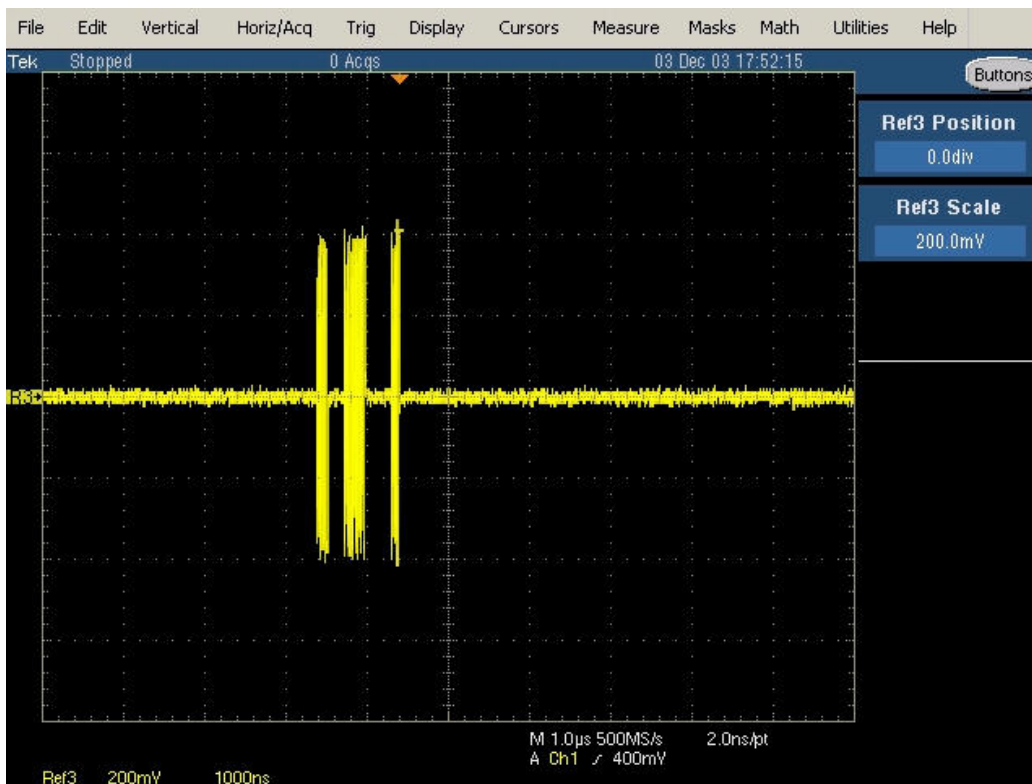 File Edit Vertical Horiz/Acq Trig Display Cursors Measure Masks Math Utilities Help
Tek Stopped 0 Acqs 03 Dec 03 17:52:15
Buttons
Ref3 Position
0.0div
Ref3 Scale
200.0mV
R3
M 1.0µs 500MS/s 2.0ns/pt
A Ch1 / 400mV
Ref3 200mV 1000ns